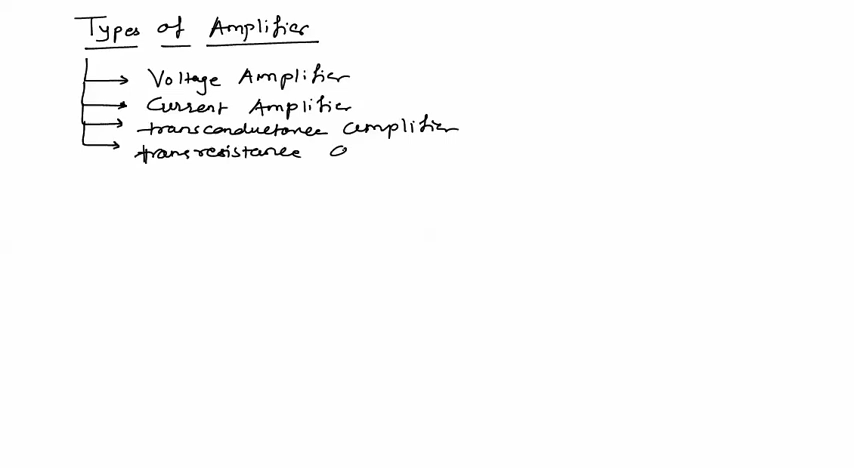 Types of Amplifier
Voltage Amplifier
Current Amplifier
transconductance amplifier
transresistance a